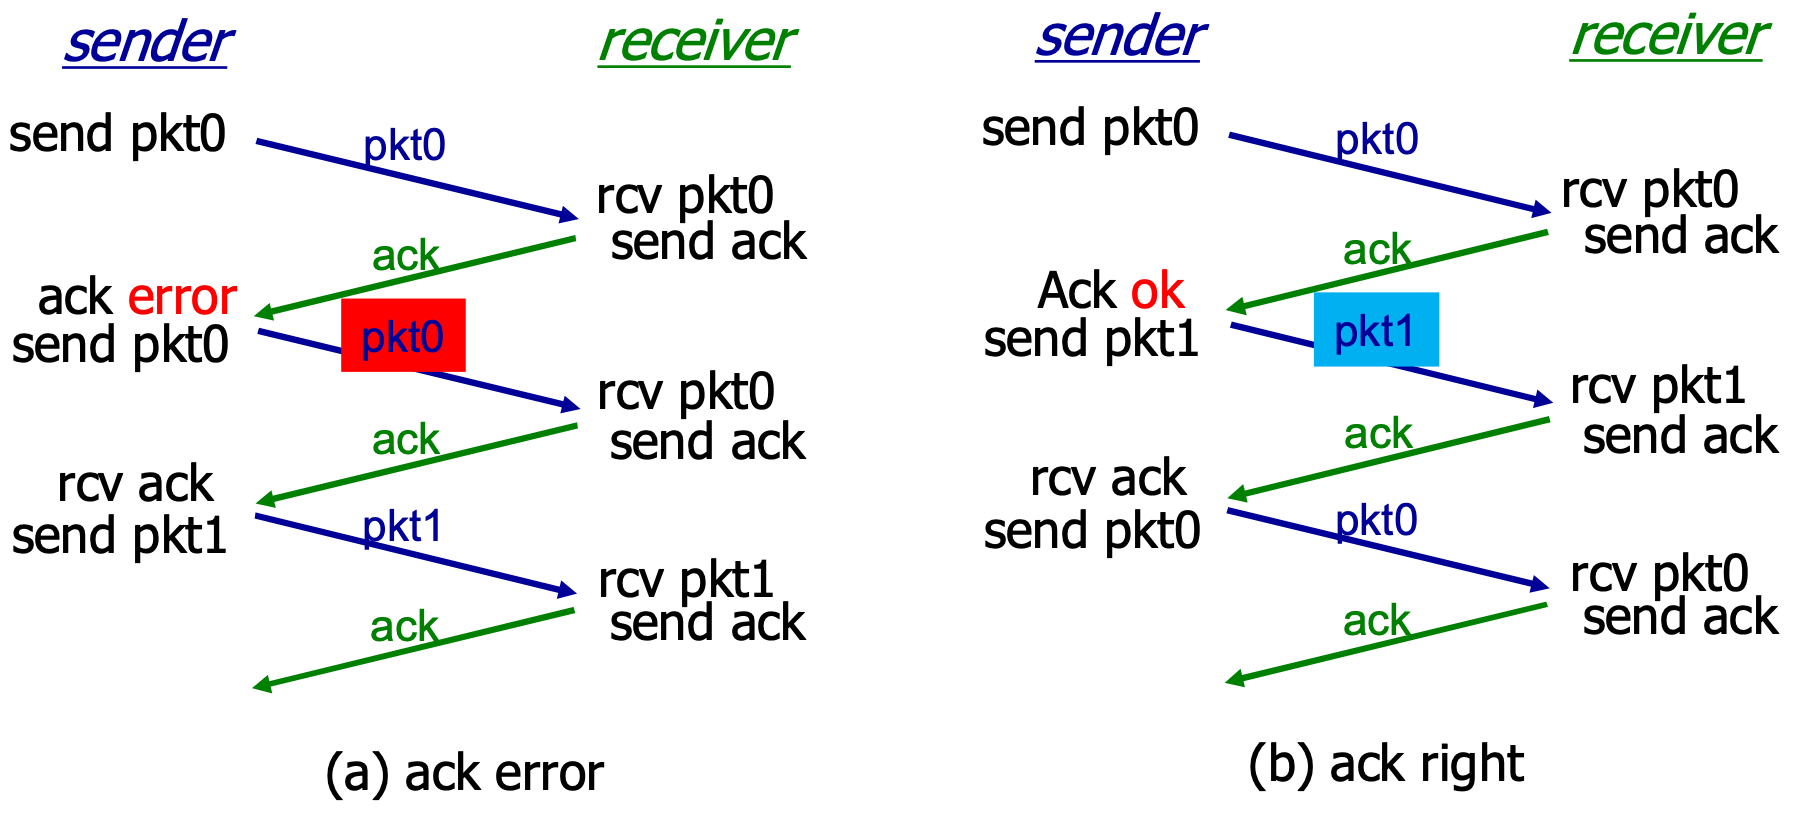 sender
receiver
send pkt0
pkt0
rcv pkt0
send ack
ack
ack error
send pkt0
pkt0
rcv pkt0
send ack
ack
rcv ack
send pkt1
pkt1
rcv pkt1
send ack
ack
(a) ack error
sender
receiver
send pkt0
pkt0
rcv pkt0
send ack
ack
Ack ok
send pkt1
pkt1
rcv pkt1
send ack
ack
rcv ack
send pkt0
pkt0
rcv pkt0
send ack
ack
(b) ack right